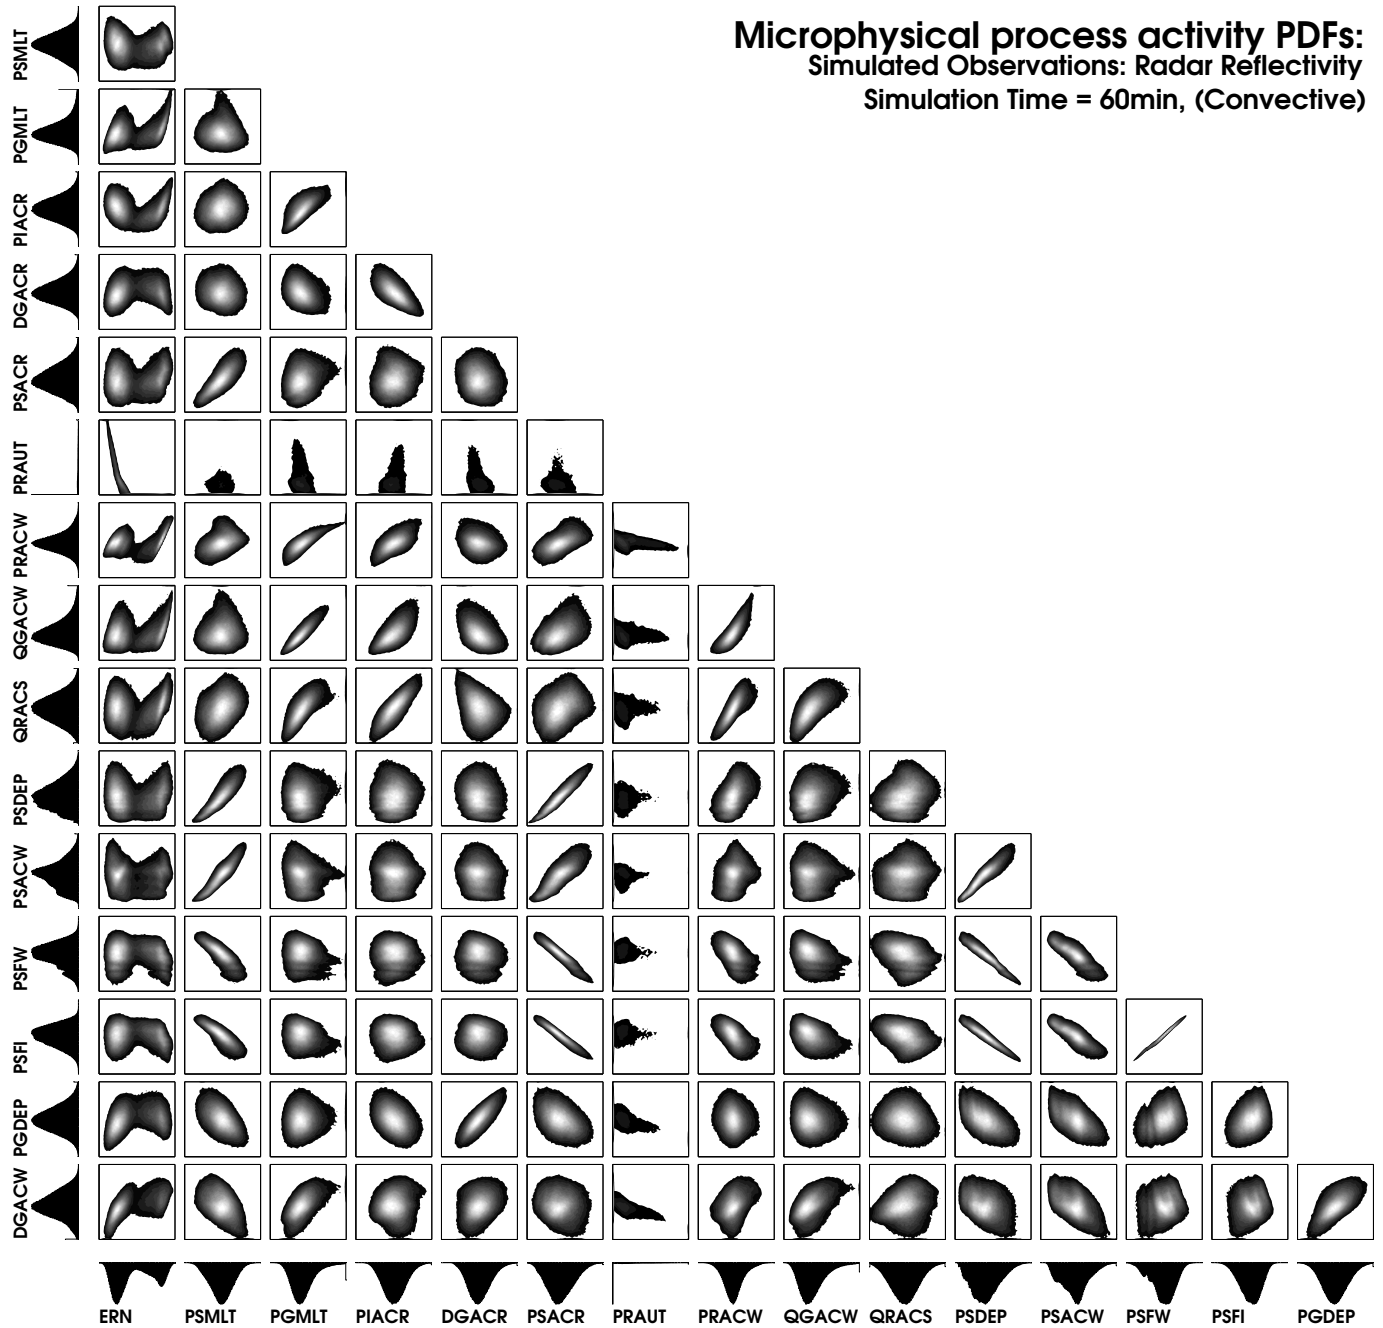 Microphysical process activity PDFs:
Simulated Observations: Radar Reflectivity
Simulation Time = 60min, (Convective)
PSMLT
PGMLT
PIACR
DGACR
PSACR
PRAUT
PRACW
QGACW
QRACS
PSDEP
PSACW
PSFW
PSFI
PGDEP
DGACW
ERN PSMLT PGMLT PIACR DGACR PSACR PRAUT PRACW QGACW QRACS PSDEP PSACW PSFW PSFI PGDEP